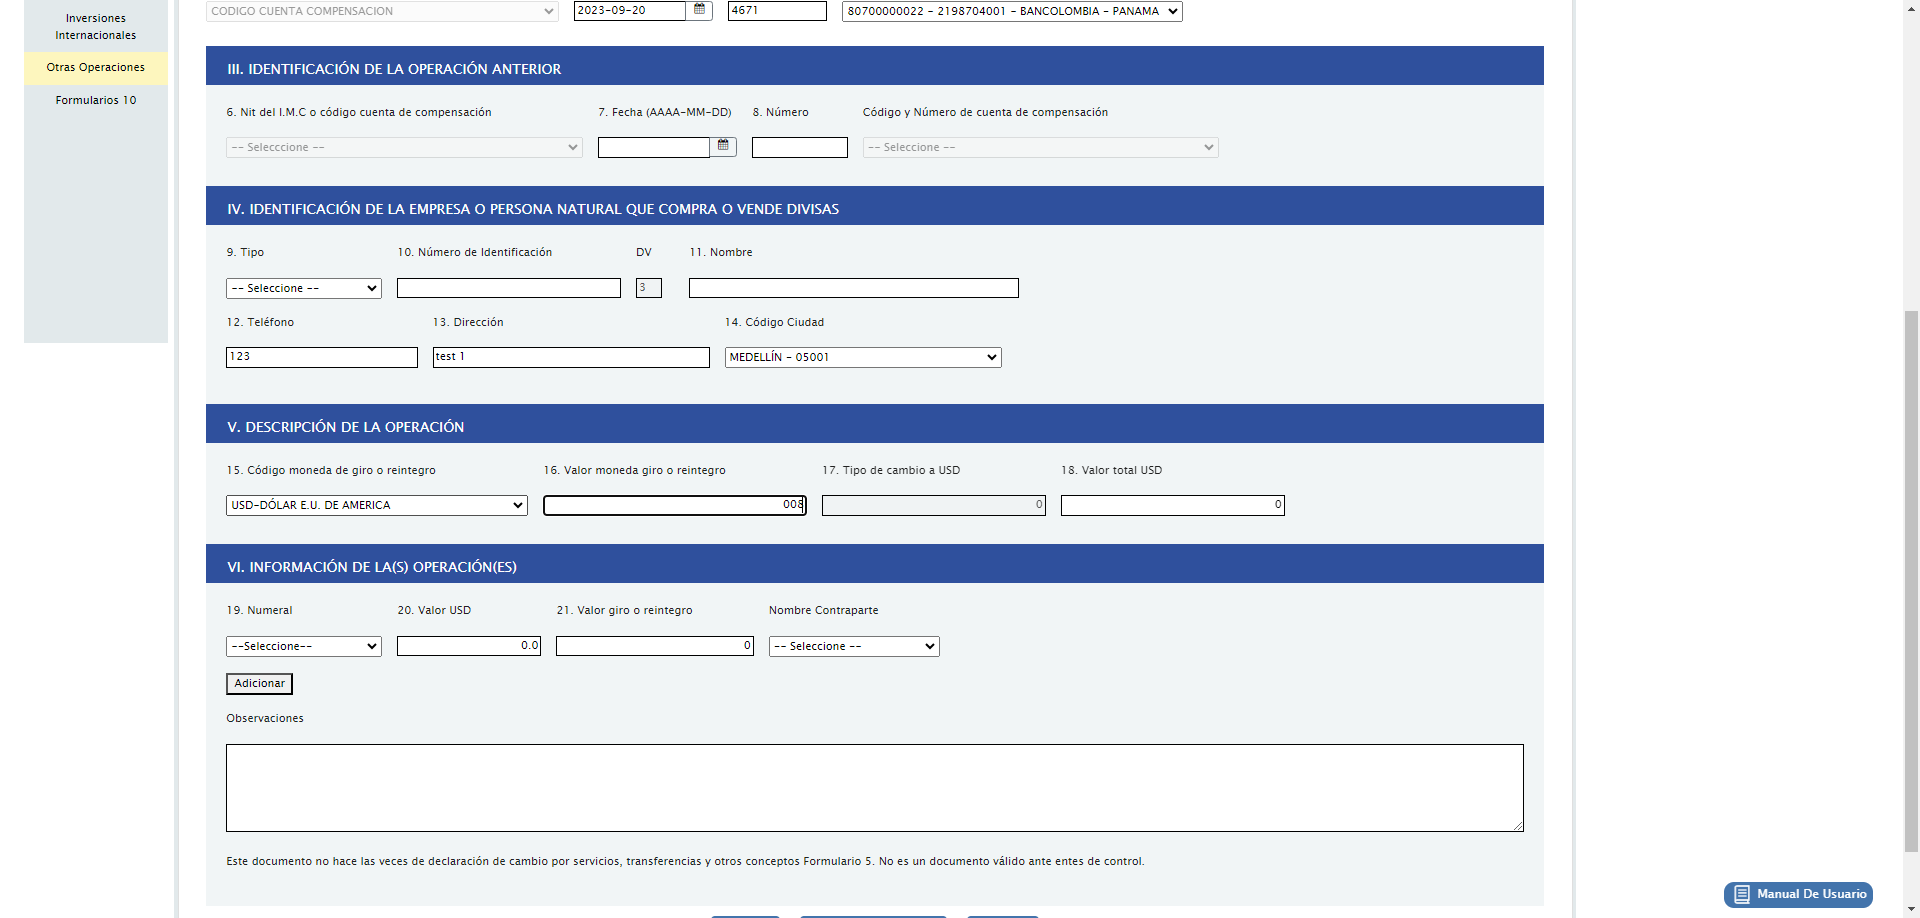 Inversiones
Internacionales
Otras Operaciones
Formularios 10
CODIGO CUENTA COMPENSACION 2023-09-20 4671 80700000022 - 2198704001 - BANCOLOMBIA - PANAMA
III. IDENTIFICACIÓN DE LA OPERACIÓN ANTERIOR
6. Nit del I.M.C o código cuenta de compensación 7. Fecha (AAAA-MM-DD) 8. Número Código y Número de cuenta de compensación
-- Selecccione -- -- Seleccione --
IV. IDENTIFICACIÓN DE LA EMPRESA O PERSONA NATURAL QUE COMPRA O VENDE DIVISAS
9. Tipo 10. Número de Identificación DV 11. Nombre
-- Seleccione -- 3
12. Teléfono 13. Dirección 14. Código Ciudad
123 test 1 MEDELLÍN - 05001
V. DESCRIPCIÓN DE LA OPERACIÓN
15. Código moneda de giro o reintegro 16. Valor moneda giro o reintegro 17. Tipo de cambio a USD 18. Valor total USD
USD-DÓLAR E.U. DE AMERICA 008 0 0
VI. INFORMACIÓN DE LA(S) OPERACIÓN(ES)
19. Numeral 20. Valor USD 21. Valor giro o reintegro Nombre Contraparte
--Seleccione-- 0.0 0 -- Seleccione --
Adicionar
Observaciones
Este documento no hace las veces de declaración de cambio por servicios, transferencias y otros conceptos Formulario 5. No es un documento válido ante entes de control.
Manual De Usuario